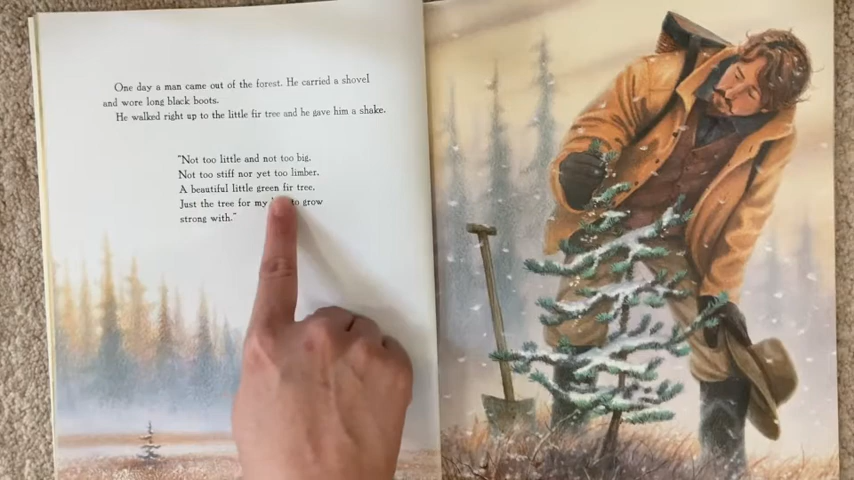 One day a man came out of the forest. He carried a shovel
and wore long black boots.
He walked right up to the little fir tree and he gave him a shake.
"Not too little and not too big,
Not too stiff nor yet too limber,
A beautiful little green fir tree,
Just the tree for my to grow
strong with."